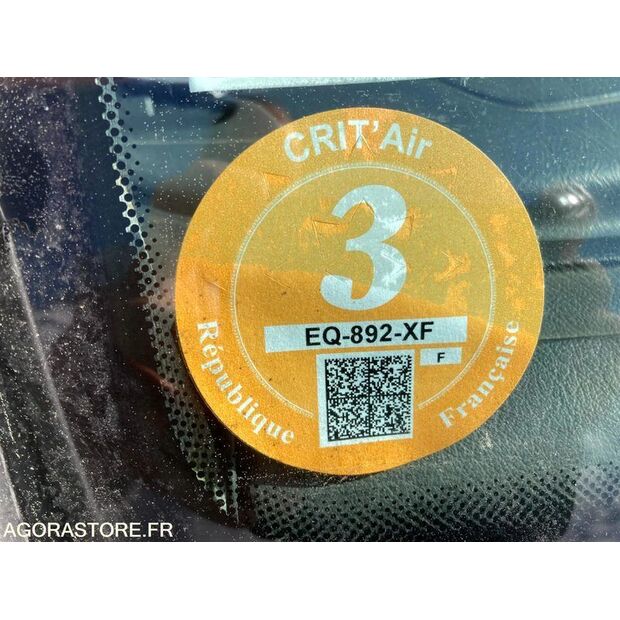 CRIT'Air
3
EQ-892-XF
F
République
Française
AGORASTORE.FR